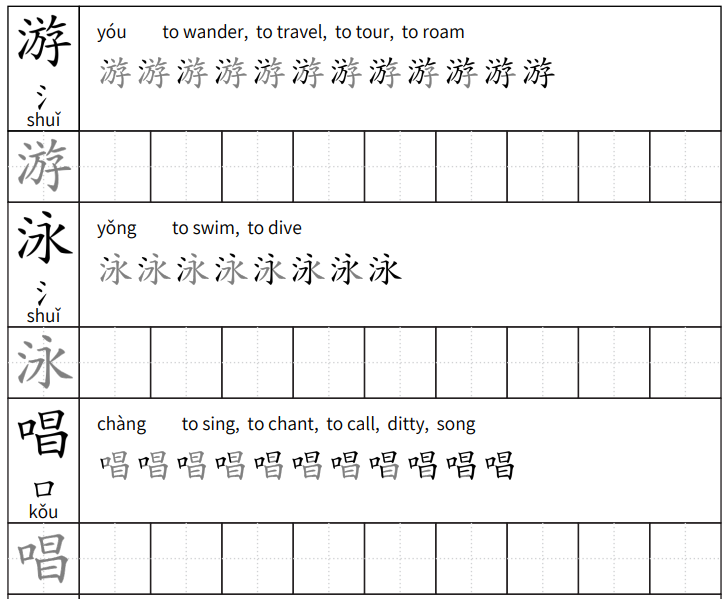 游
yóu to wander, to travel, to tour, to roam
游 游 游 游 游 游 游 游 游 游 游 游
氵
shuǐ
游
泳
yǒng to swim, to dive
泳 泳 泳 泳 泳 泳 泳 泳
氵
shuǐ
泳
唱
chàng to sing, to chant, to call, ditty, song
唱 唱 唱 唱 唱 唱 唱 唱 唱 唱 唱
口
kǒu
唱